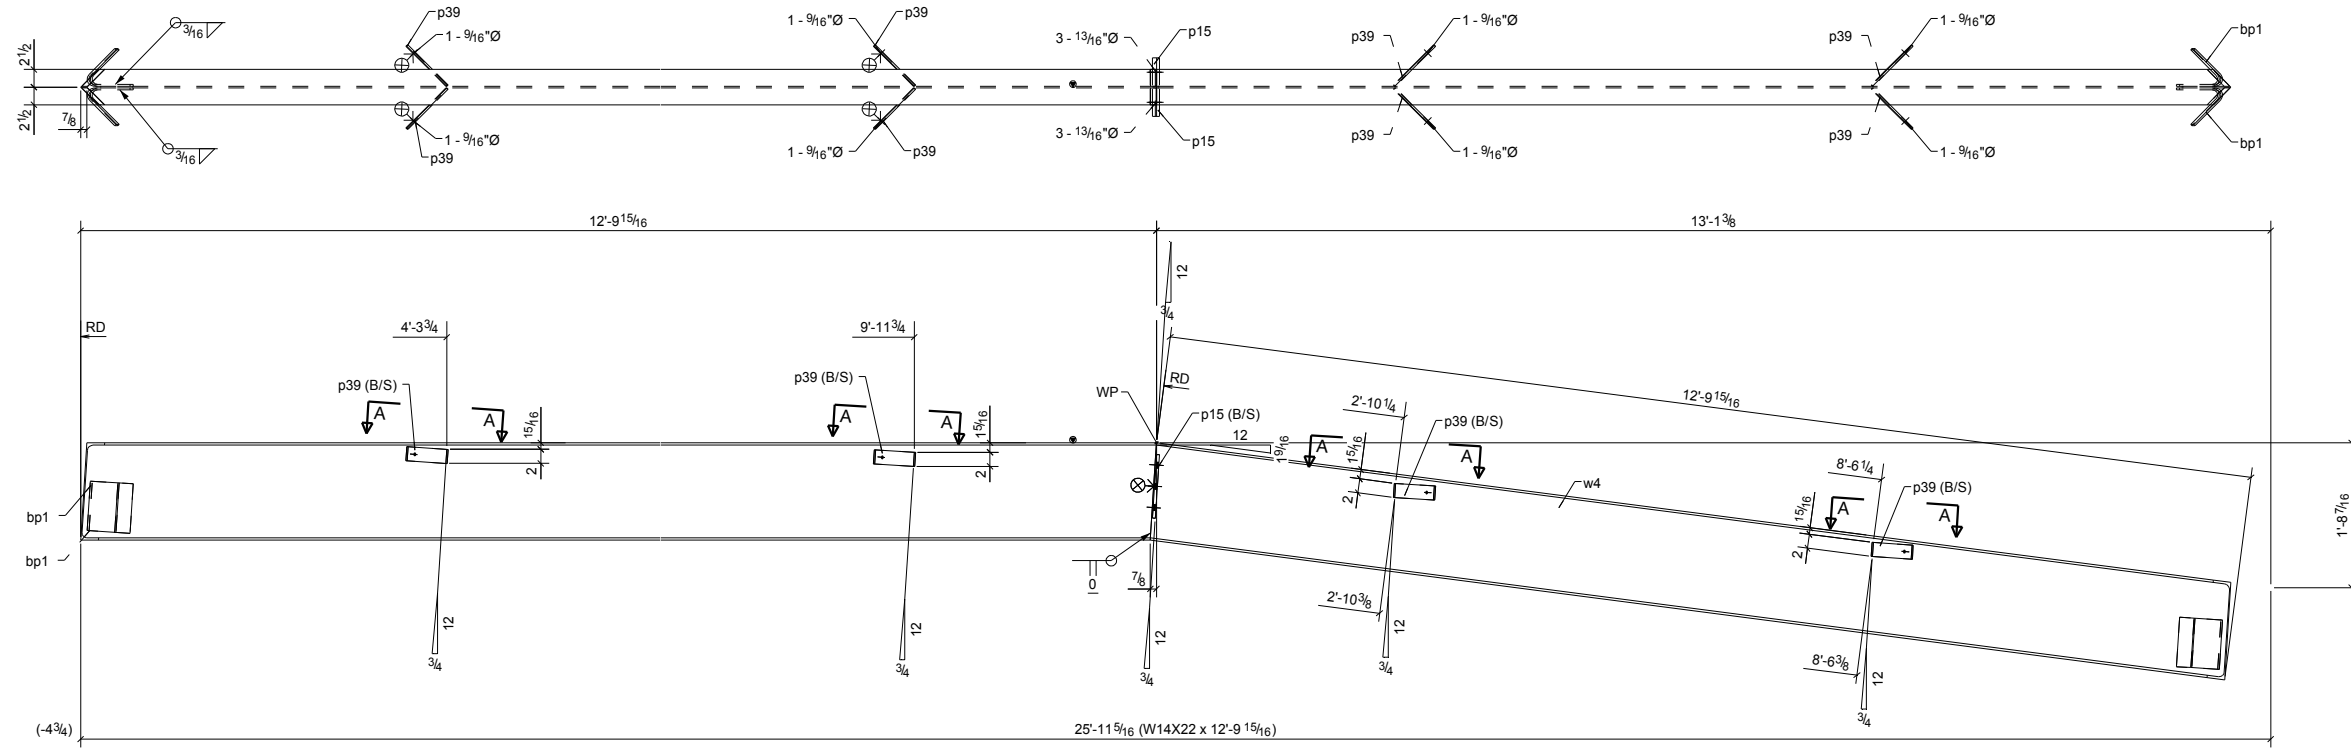 p39
1 - 9/16"Ø
1 - 9/16"Ø
p39
3 - 13/16"Ø
p15
p39
1 - 9/16"Ø
p39
1 - 9/16"Ø
bp1
3/16
2 1/2
2 1/2
7/8
3/16
1 - 9/16"Ø
p39
1 - 9/16"Ø
p39
3 - 13/16"Ø
p15
p39
1 - 9/16"Ø
p39
1 - 9/16"Ø
bp1
12'-9 15/16
13'-1 3/8
12
3/4
RD
4'-3 3/4
9'-11 3/4
p39 (B/S)
p39 (B/S)
WP
RD
12'-9 15/16
A
A
15/16
2
A
A
15/16
2
p15 (B/S)
12
1 9/16
A
A
2'-10 1/4
15/16
2
p39 (B/S)
w4
8'-6 1/4
15/16
2
A
A
p39 (B/S)
1'-8 7/16
bp1
bp1
0
7/8
2'-10 3/8
8'-6 3/8
12
3/4
12
3/4
12
3/4
12
3/4
12
3/4
(-4 3/4)
25'-11 5/16 (W14X22 x 12'-9 15/16)